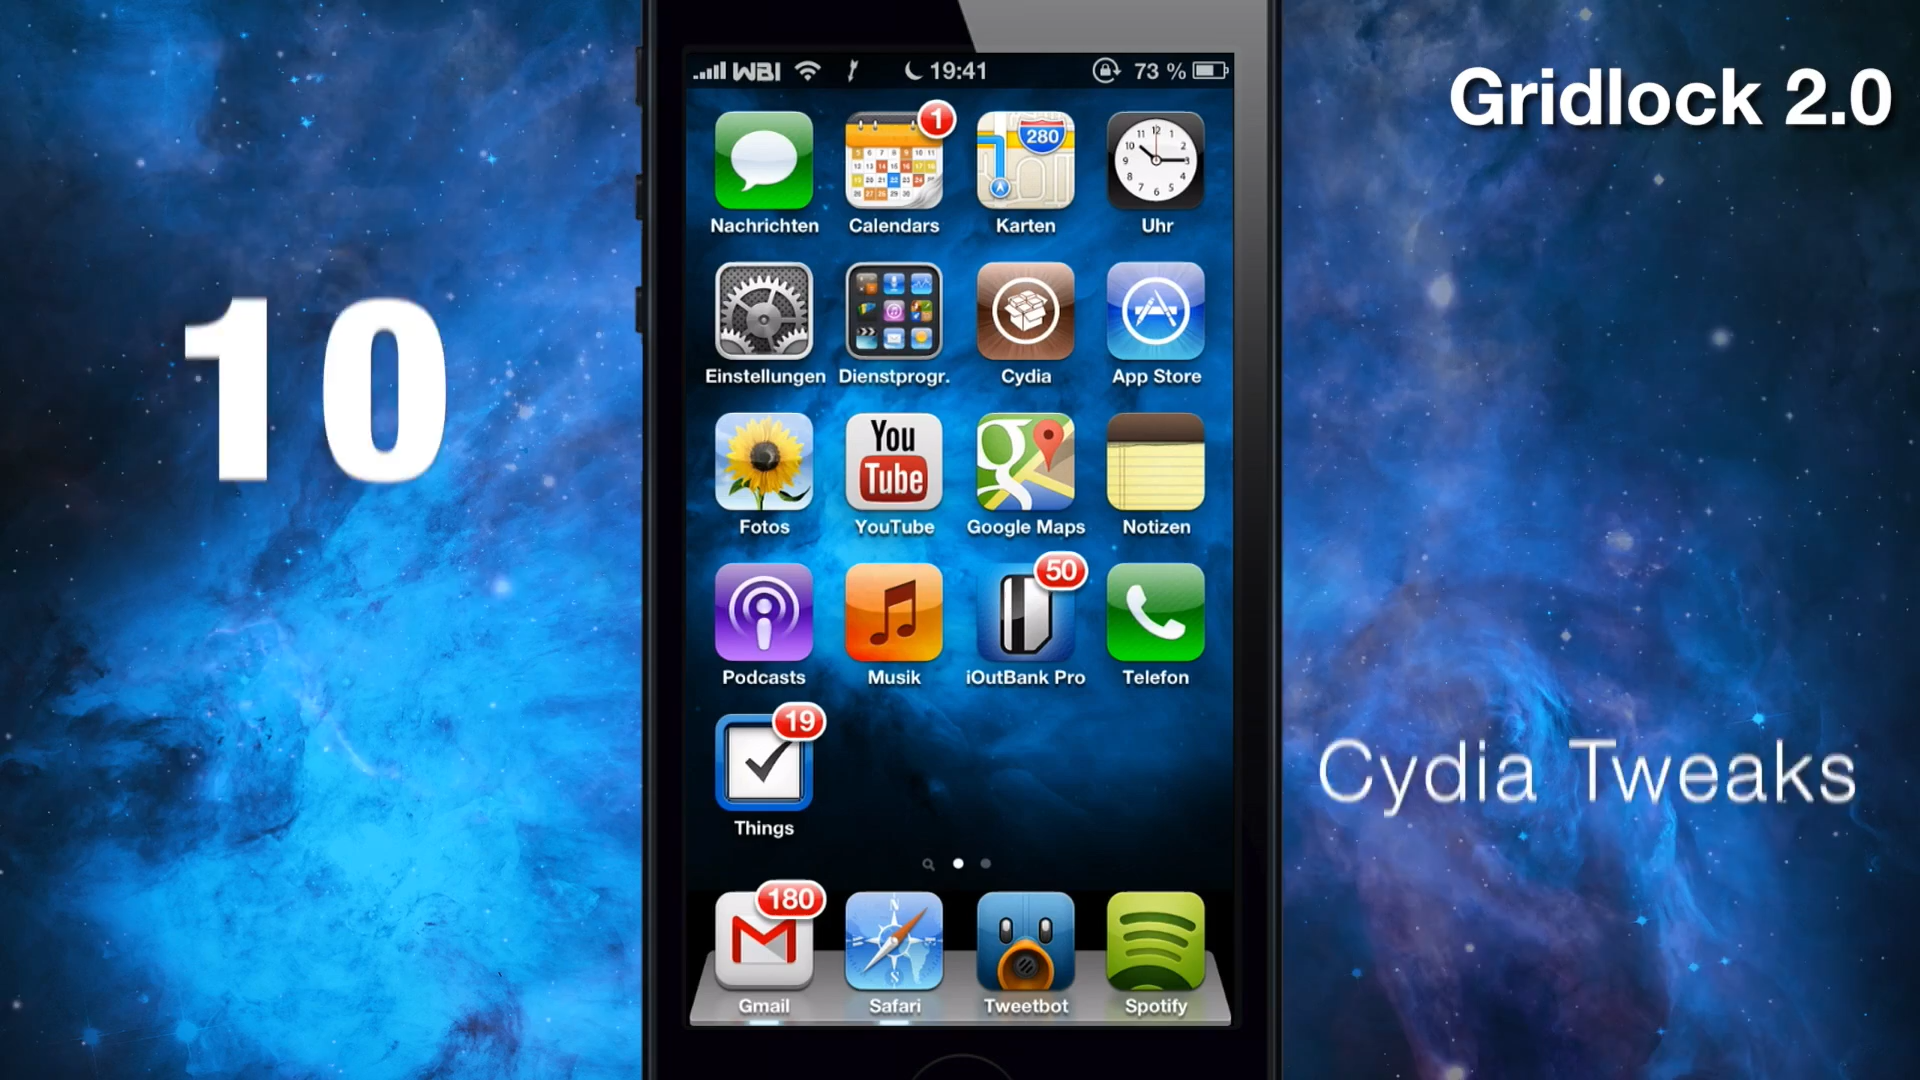 WBI 19:41 73 %
Gridlock 2.0
1
280
Nachrichten Calendars Karten Uhr
10
Einstellungen Dienstprogr. Cydia App Store
You
Tube
g
Fotos YouTube Google Maps Notizen
50
Podcasts Musik iOutBank Pro Telefon
19
Cydia Tweaks
Things
180
N
S
Gmail Safari Tweetbot Spotify